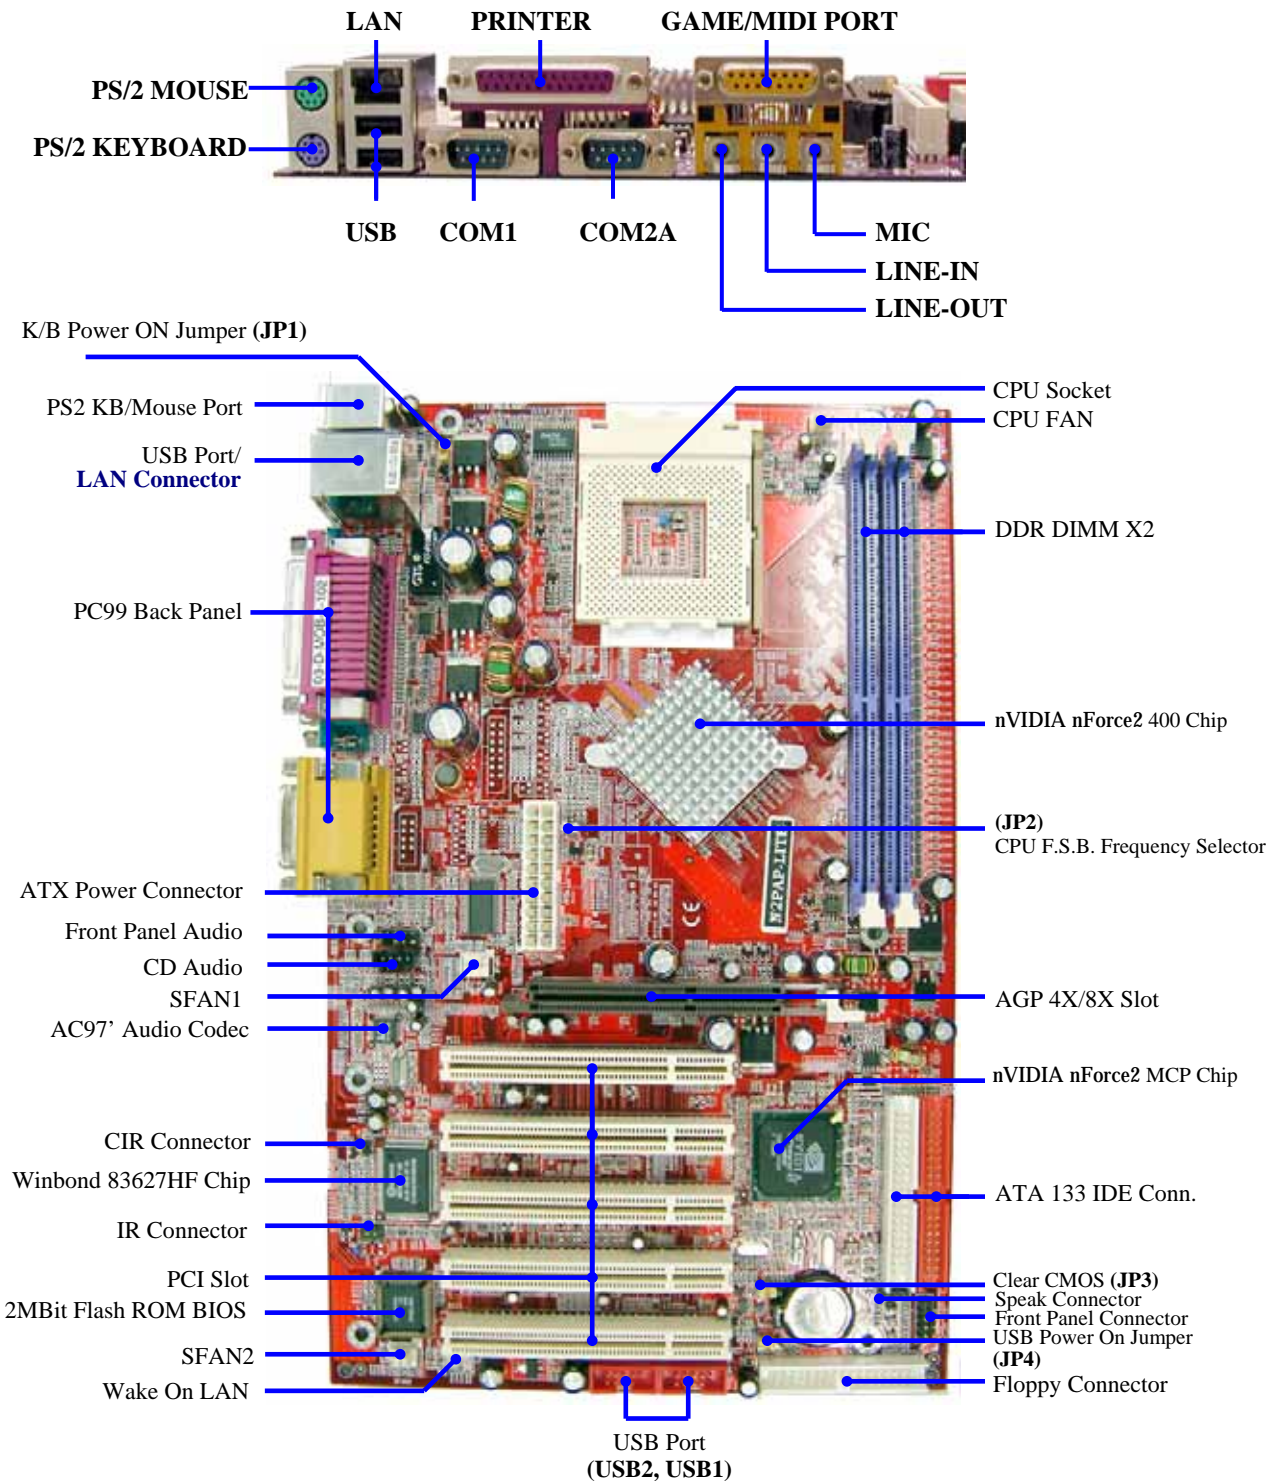 LAN
PRINTER
GAME/MIDI PORT
PS/2 MOUSE
PS/2 KEYBOARD
USB
COM1
COM2A
MIC
LINE-IN
LINE-OUT
K/B Power ON Jumper (JP1)
PS2 KB/Mouse Port
USB Port/
LAN Connector
PC99 Back Panel
ATX Power Connector
Front Panel Audio
CD Audio
SFAN1
AC97’ Audio Codec
CIR Connector
Winbond 83627HF Chip
IR Connector
PCI Slot
2MBit Flash ROM BIOS
SFAN2
Wake On LAN
CPU Socket
CPU FAN
DDR DIMM X2
nVIDIA nForce2 400 Chip
(JP2)
CPU F.S.B. Frequency Selector
N2PAP-LITE
CE
AGP 4X/8X Slot
nVIDIA nForce2 MCP Chip
ATA 133 IDE Conn.
Clear CMOS (JP3)
Speak Connector
Front Panel Connector
USB Power On Jumper
(JP4)
Floppy Connector
USB Port
(USB2, USB1)